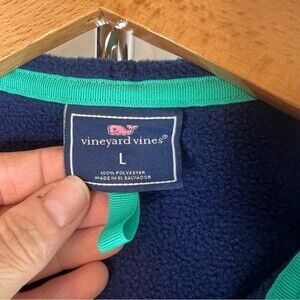 vineyard vines®
L
100% POLYESTER
MADE IN EL SALVADOR